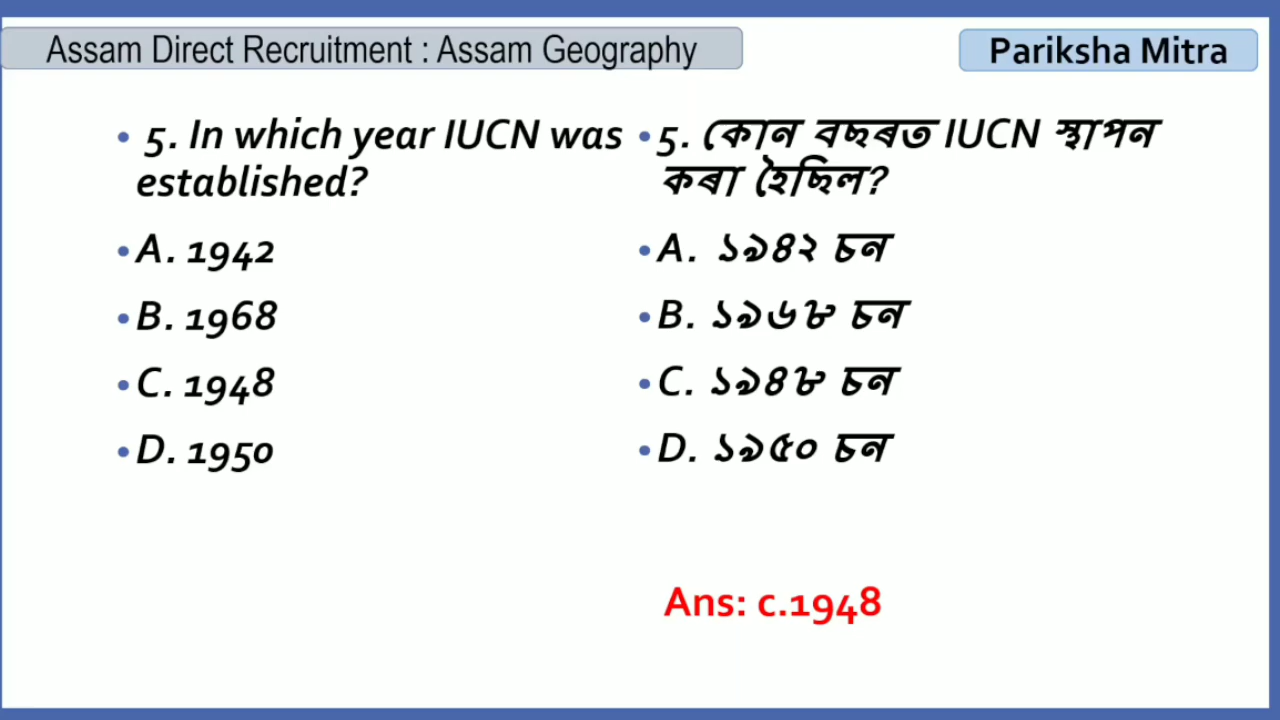 Assam Direct Recruitment : Assam Geography
Pariksha Mitra
• 5. In which year IUCN was
established?
• A. 1942
• B. 1968
• C. 1948
• D. 1950
• 5. কোন বছৰত IUCN স্থাপন
কৰা হৈছিল?
• A. ১৯৪২ চন
• B. ১৯৬৮ চন
• C. ১৯৪৮ চন
• D. ১৯৫০ চন
Ans: c.1948